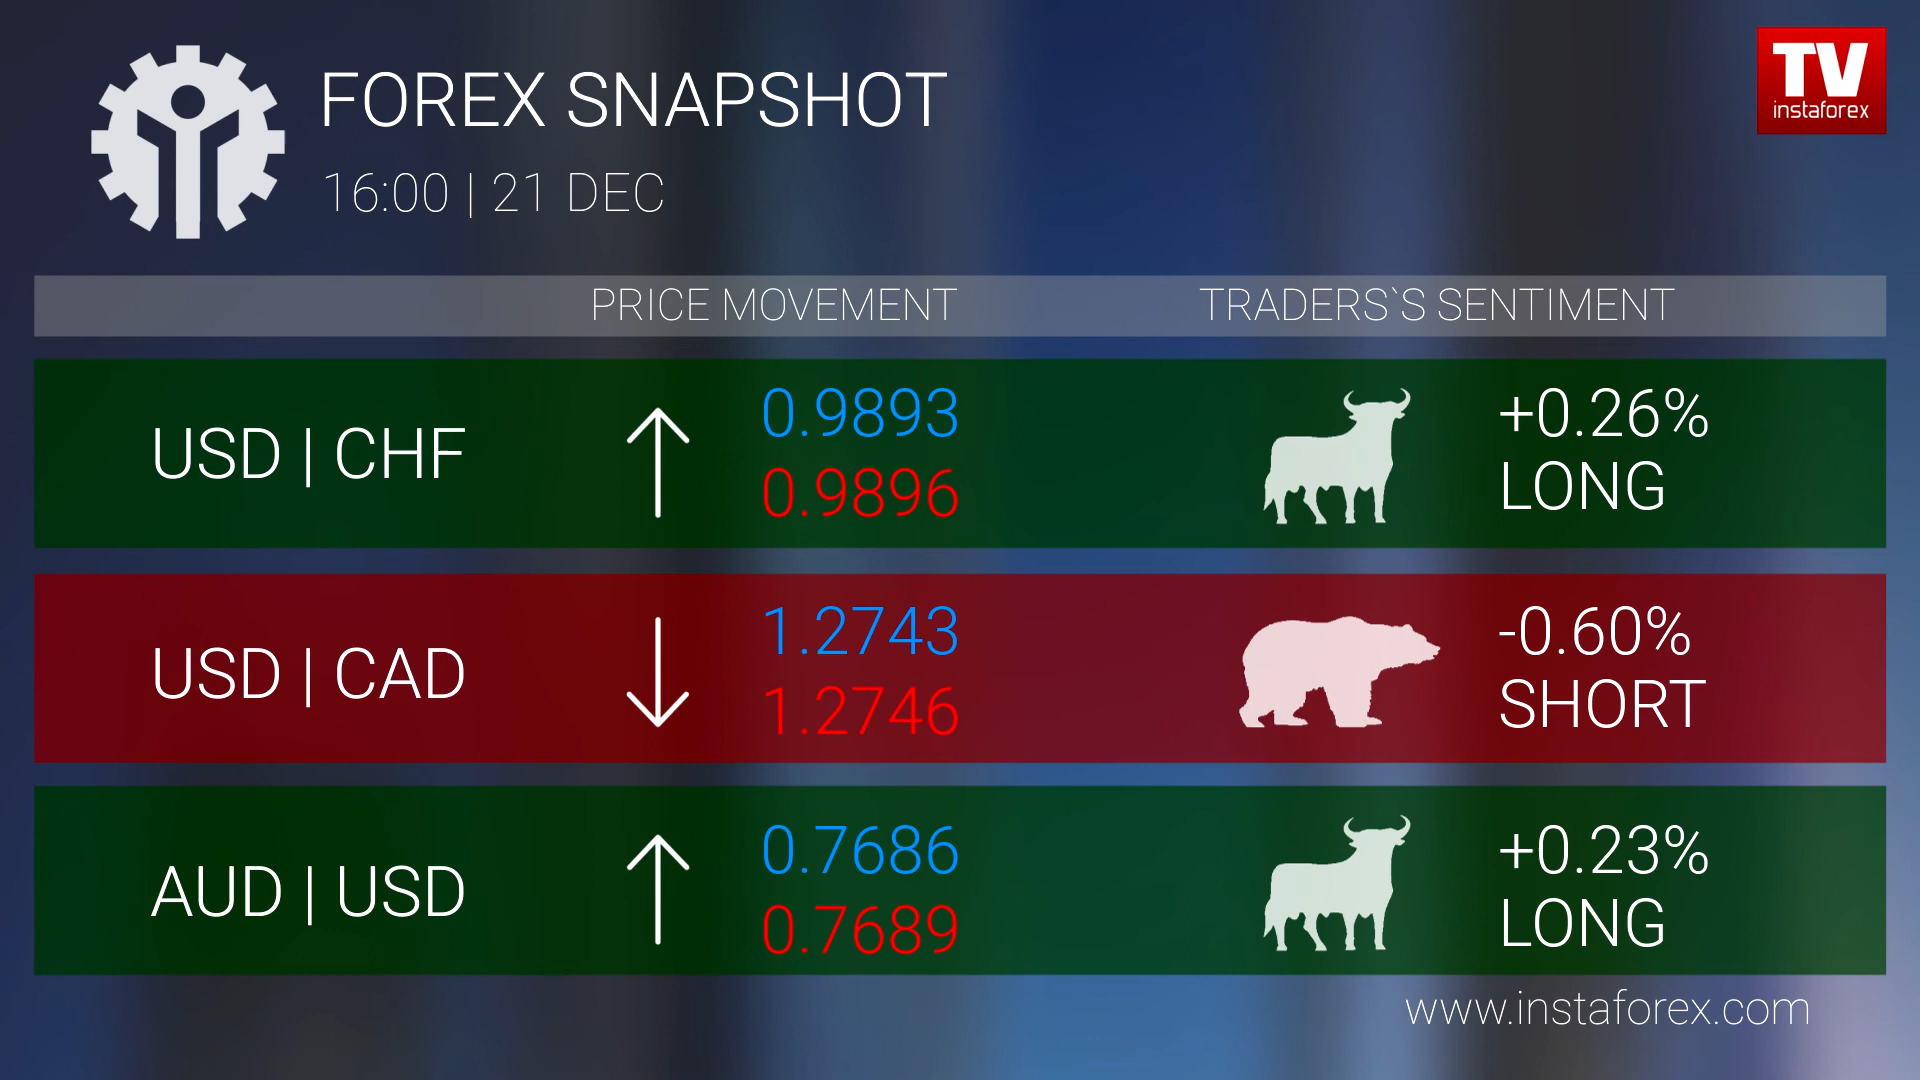 FOREX SNAPSHOT
16:00 | 21 DEC
TV
instaforex
PRICE MOVEMENT
TRADERS`S SENTIMENT
USD | CHF
0.9893
0.9896
+0.26%
LONG
USD | CAD
1.2743
1.2746
-0.60%
SHORT
AUD | USD
0.7686
0.7689
+0.23%
LONG
www.instaforex.com